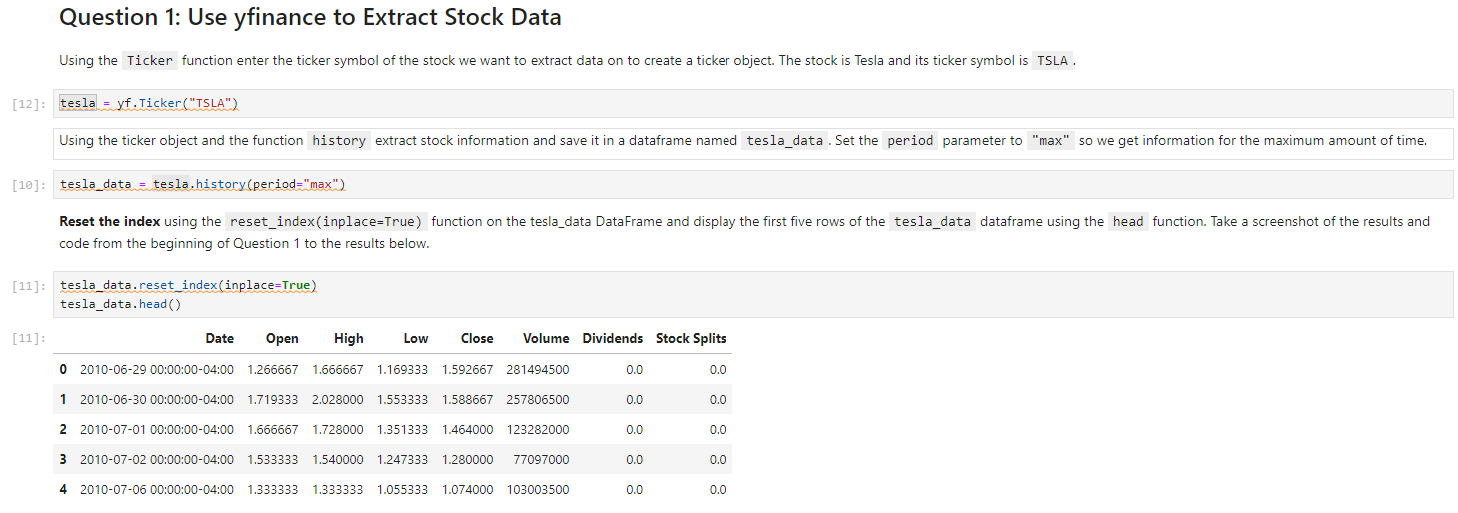 Question 1: Use yfinance to Extract Stock Data
Using the Ticker function enter the ticker symbol of the stock we want to extract data on to create a ticker object. The stock is Tesla and its ticker symbol is TSLA .
[12]: tesla = yf.Ticker("TSLA")
Using the ticker object and the function history extract stock information and save it in a dataframe named tesla_data . Set the period parameter to "max" so we get information for the maximum amount of time.
[10]: tesla_data = tesla.history(period="max")
Reset the index using the reset_index(inplace=True) function on the tesla_data DataFrame and display the first five rows of the tesla_data dataframe using the head function. Take a screenshot of the results and
code from the beginning of Question 1 to the results below.
[11]: tesla_data.reset_index(inplace=True)
tesla_data.head()
[11]: Date Open High Low Close Volume Dividends Stock Splits
0 2010-06-29 00:00:00-04:00 1.266667 1.666667 1.169333 1.592667 281494500 0.0 0.0
1 2010-06-30 00:00:00-04:00 1.719333 2.028000 1.553333 1.588667 257806500 0.0 0.0
2 2010-07-01 00:00:00-04:00 1.666667 1.728000 1.351333 1.464000 123282000 0.0 0.0
3 2010-07-02 00:00:00-04:00 1.533333 1.540000 1.247333 1.280000 77097000 0.0 0.0
4 2010-07-06 00:00:00-04:00 1.333333 1.333333 1.055333 1.074000 103003500 0.0 0.0